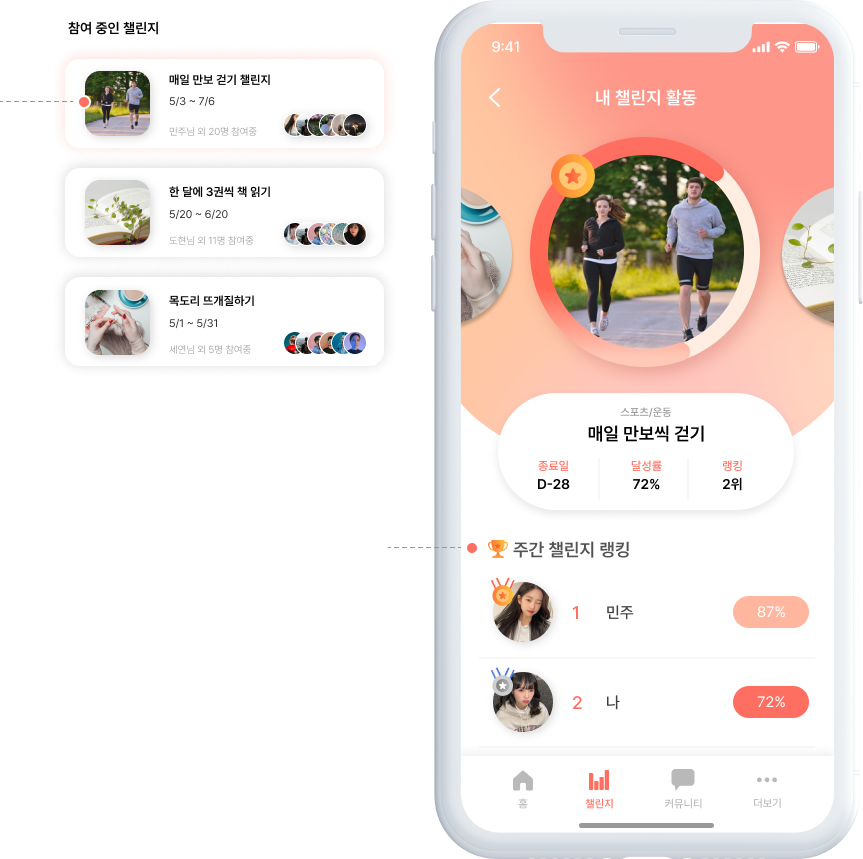 참여 중인 챌린지
매일 만보 걷기 챌린지
5/3 ~ 7/6
민주님 외 20명 참여중
한 달에 3권씩 책 읽기
5/20 ~ 6/20
도현님 외 11명 참여중
목도리 뜨개질하기
5/1 ~ 5/31
세연님 외 5명 참여중
9:41
내 챌린지 활동
스포츠/운동
매일 만보씩 걷기
종료일 달성률 랭킹
D-28 72% 2위
주간 챌린지 랭킹
1 민주 87%
2 나 72%
홈 챌린지 커뮤니티 더보기